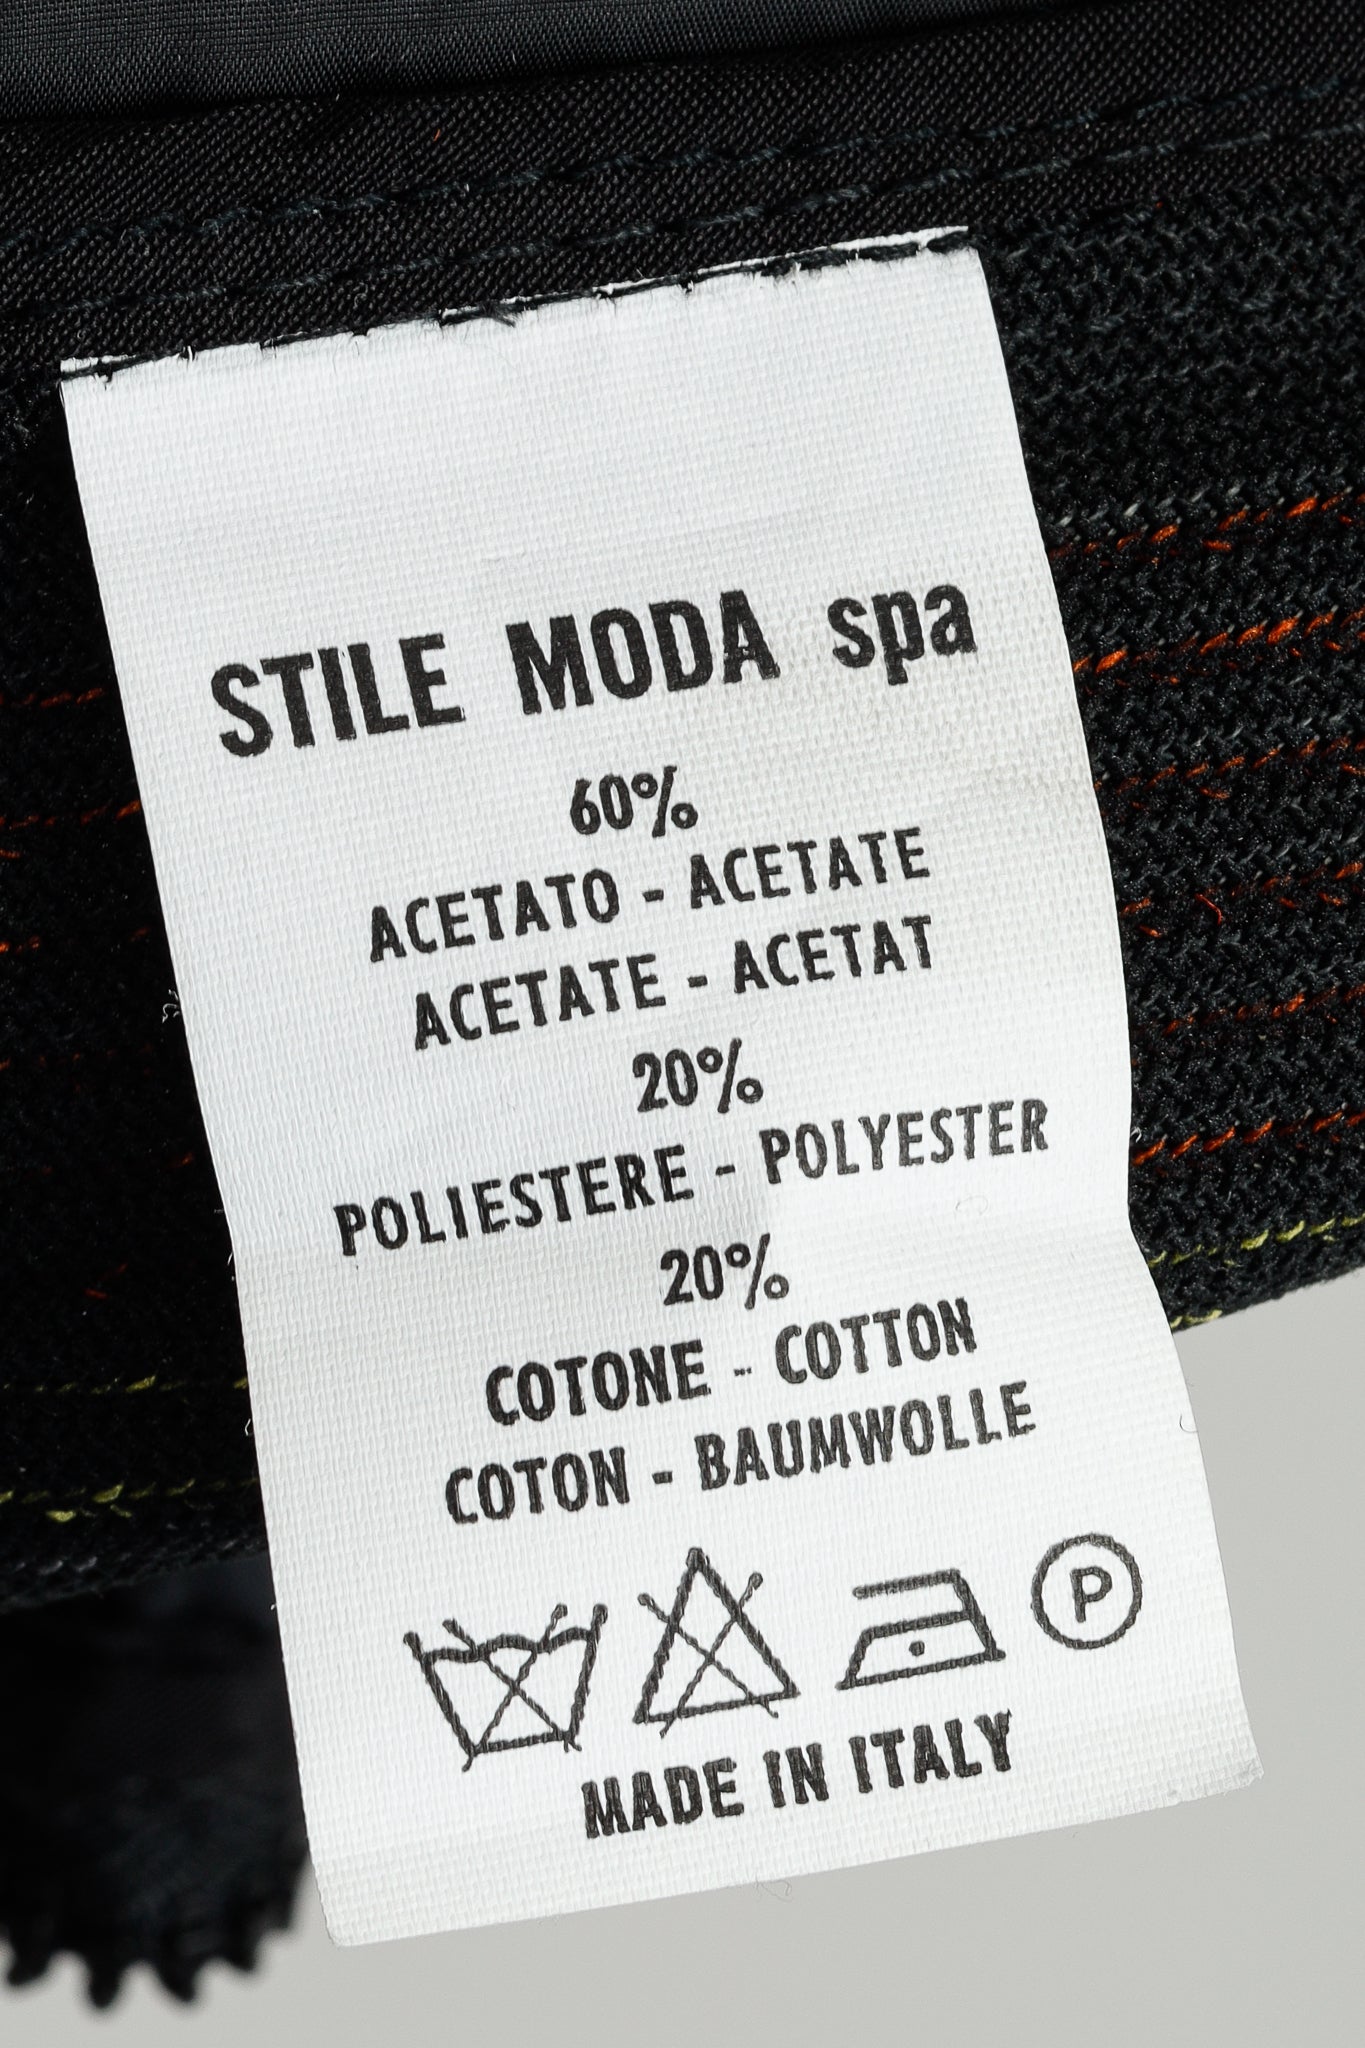 STILE MODA spa
60%
ACETATO - ACETATE
ACETATE - ACETAT
20%
POLIESTERE - POLYESTER
20%
COTONE - COTTON
COTON - BAUMWOLLE
P
MADE IN ITALY